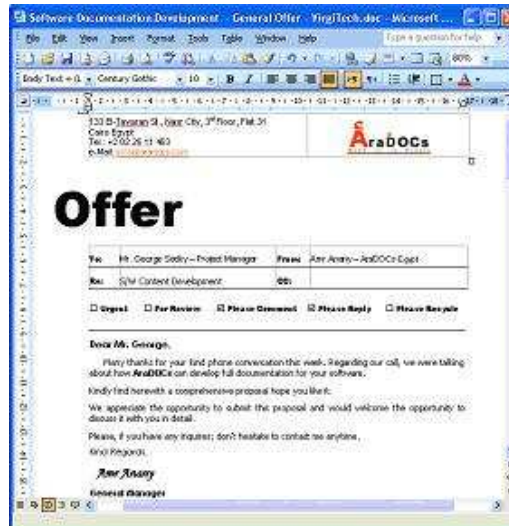 Software Documentation Development - General Offer - VirgiTech.doc - Microsoft ...
File Edit View Insert Format Tools Table Window Help
Type a question for help
80%
Body Text + (L Century Gothic 10 B I U
Cairo Egypt
e-Mail
AraDOCs
Offer
To: Mr. George Sedky – Project Manager From: Amr Anany – AraDOCs-Egypt
Re: S/W Content Development CC:
Urgent For Review Please Comment Please Reply Please Recycle
Dear Mr. George,
Many thanks for your kind phone conversation this week. Regarding our call, we were talking
about how AraDOCs can develop full documentation for your software.
Kindly find herewith a comprehensive proposal hope you like it:
We appreciate the opportunity to submit this proposal and would welcome the opportunity to
discuss it with you in detail.
Please, if you have any inquires; don't hesitate to contact me anytime.
Kind Regards,
Amr Anany
General Manager